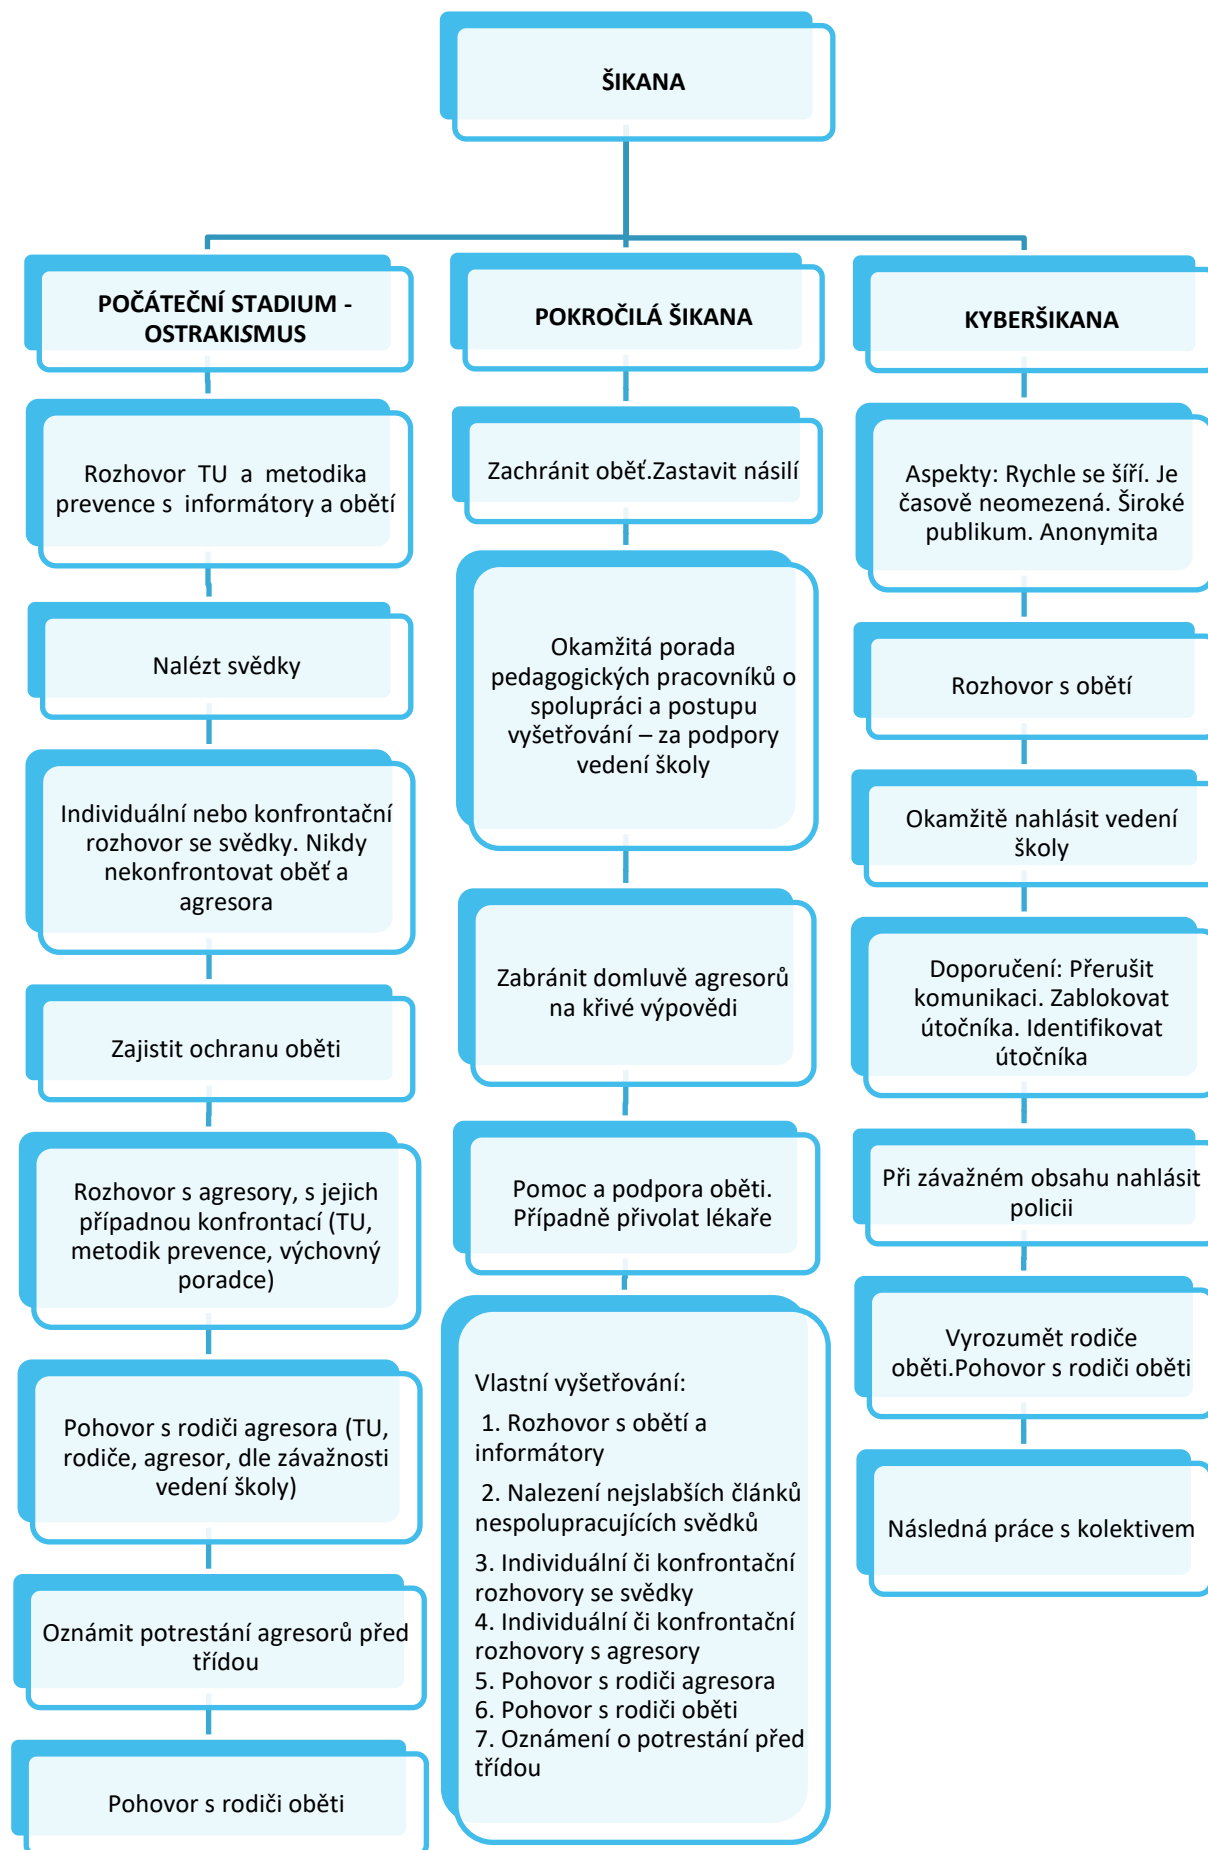 ŠIKANA
POČÁTEČNÍ STADIUM -
OSTRAKISMUS
Rozhovor TU a metodika
prevence s informátory a obětí
Nalézt svědky
Individuální nebo konfrontační
rozhovor se svědky. Nikdy
nekonfrontovat oběť a
agresora
Zajistit ochranu oběti
Rozhovor s agresory, s jejich
případnou konfrontací (TU,
metodik prevence, výchovný
poradce)
Pohovor s rodiči agresora (TU,
rodiče, agresor, dle závažnosti
vedení školy)
Oznámit potrestání agresorů před
třídou
Pohovor s rodiči oběti
POKROČILÁ ŠIKANA
Zachránit oběť.Zastavit násilí
Okamžitá porada
pedagogických pracovníků o
spolupráci a postupu
vyšetřování – za podpory
vedení školy
Zabránit domluvě agresorů
na křivé výpovědi
Pomoc a podpora oběti.
Případně přivolat lékaře
Vlastní vyšetřování:
1. Rozhovor s obětí a
informátory
2. Nalezení nejslabších článků
nespolupracujících svědků
3. Individuální či konfrontační
rozhovory se svědky
4. Individuální či konfrontační
rozhovory s agresory
5. Pohovor s rodiči agresora
6. Pohovor s rodiči oběti
7. Oznámení o potrestání před
třídou
KYBERŠIKANA
Aspekty: Rychle se šíří. Je
časově neomezená. Široké
publikum. Anonymita
Rozhovor s obětí
Okamžitě nahlásit vedení
školy
Doporučení: Přerušit
komunikaci. Zablokovat
útočníka. Identifikovat
útočníka
Při závažném obsahu nahlásit
policii
Vyrozumět rodiče
oběti.Pohovor s rodiči oběti
Následná práce s kolektivem